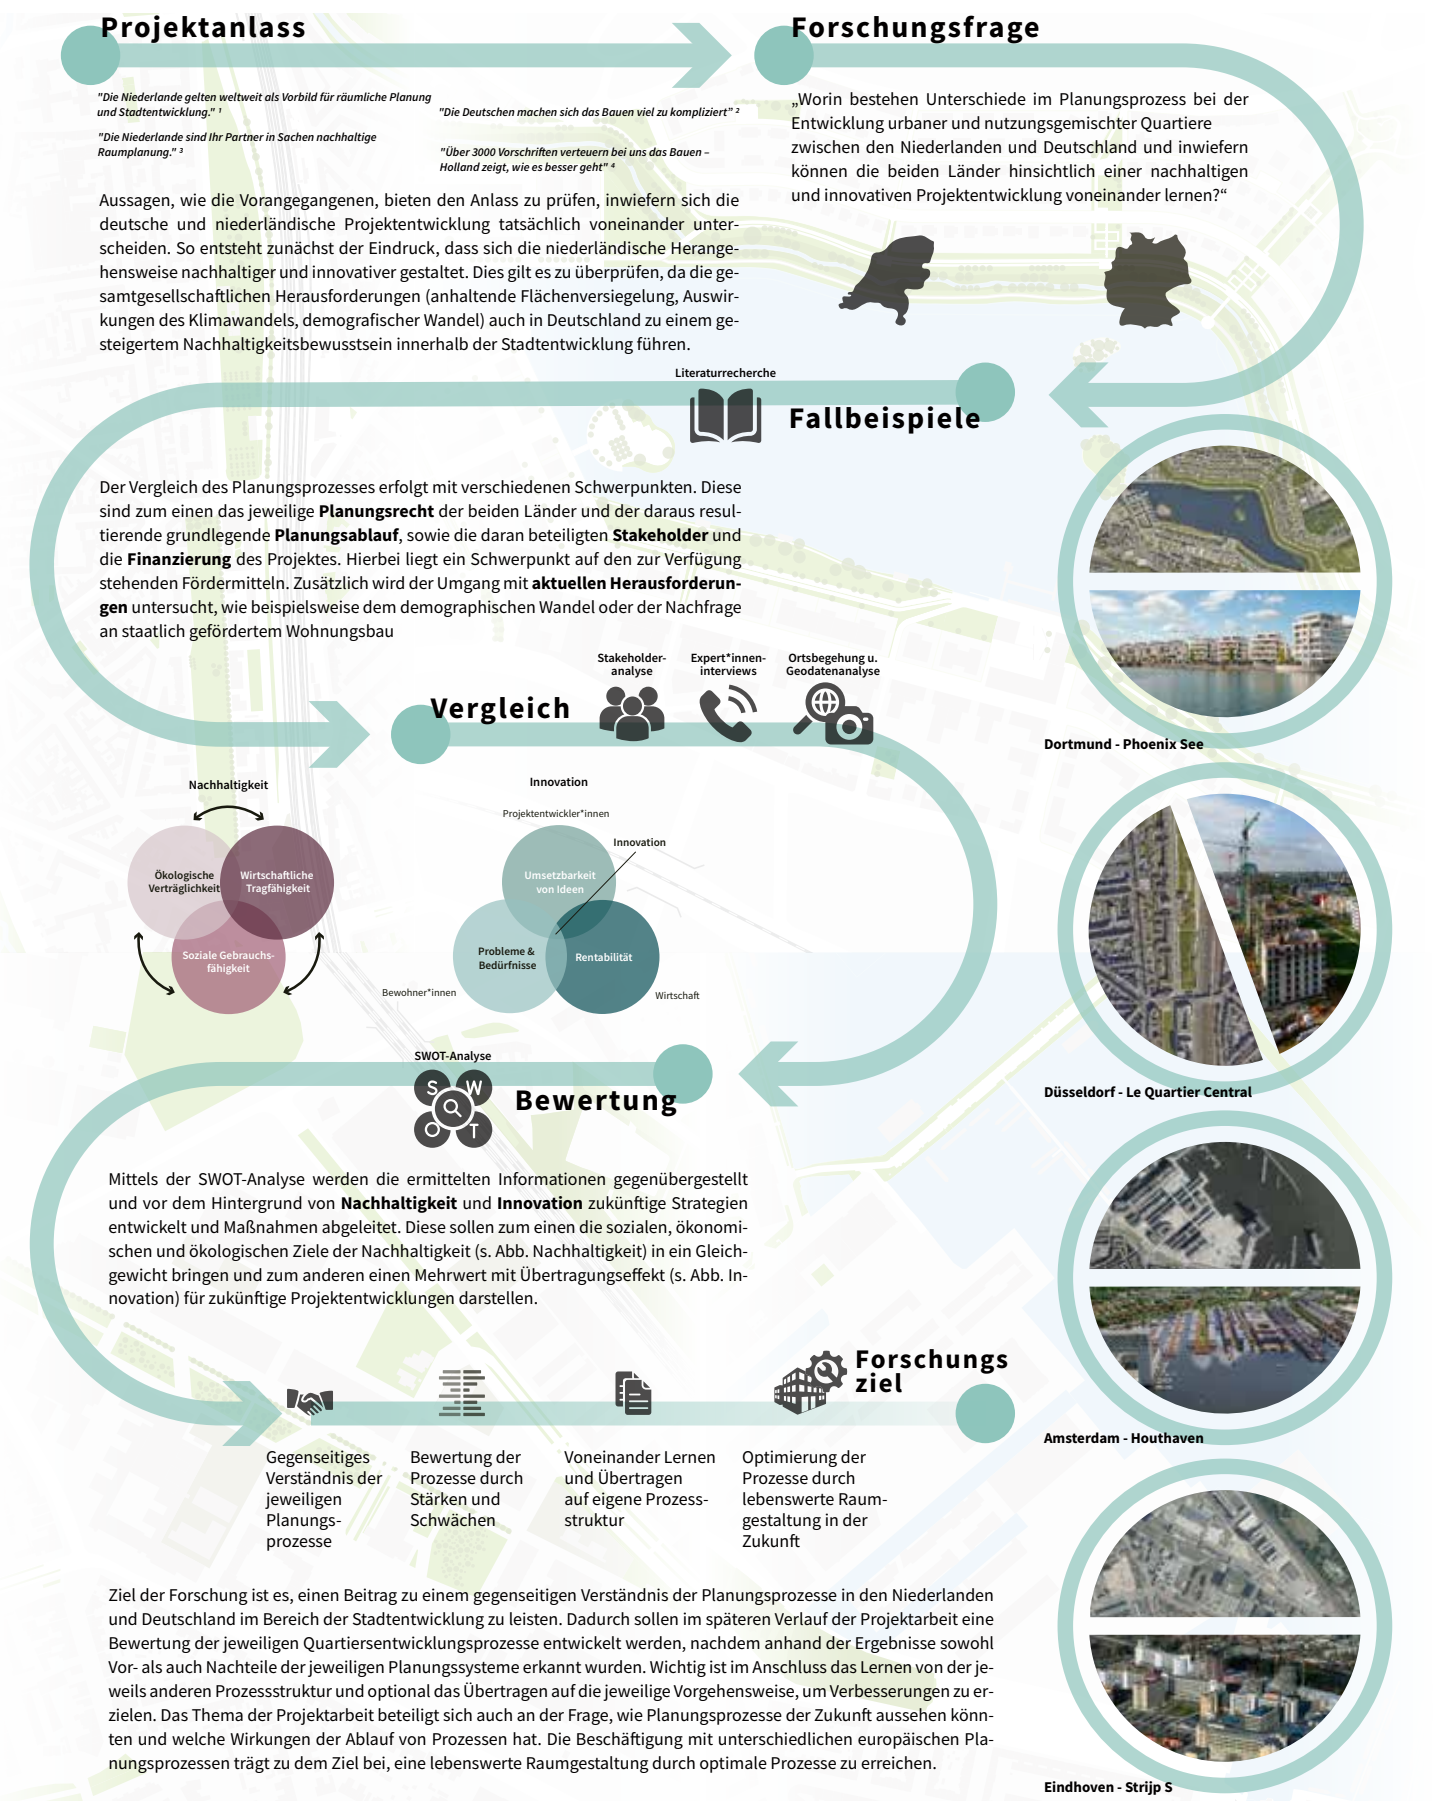 Projektanlass
"Die Niederlande gelten weltweit als Vorbild für räumliche Planung
und Stadtentwicklung." ¹
"Die Niederlande sind Ihr Partner in Sachen nachhaltige
Raumplanung." ³
"Die Deutschen machen sich das Bauen viel zu kompliziert" ²
"Über 3000 Vorschriften verteuern bei uns das Bauen –
Holland zeigt, wie es besser geht" ⁴
Aussagen, wie die Vorangegangenen, bieten den Anlass zu prüfen, inwiefern sich die
deutsche und niederländische Projektentwicklung tatsächlich voneinander unter-
scheiden. So entsteht zunächst der Eindruck, dass sich die niederländische Herange-
hensweise nachhaltiger und innovativer gestaltet. Dies gilt es zu überprüfen, da die ge-
samtgesellschaftlichen Herausforderungen (anhaltende Flächenversiegelung, Auswir-
kungen des Klimawandels, demografischer Wandel) auch in Deutschland zu einem ge-
steigertem Nachhaltigkeitsbewusstsein innerhalb der Stadtentwicklung führen.
Forschungsfrage
„Worin bestehen Unterschiede im Planungsprozess bei der
Entwicklung urbaner und nutzungsgemischter Quartiere
zwischen den Niederlanden und Deutschland und inwiefern
können die beiden Länder hinsichtlich einer nachhaltigen
und innovativen Projektentwicklung voneinander lernen?“
Literaturrecherche
Fallbeispiele
Der Vergleich des Planungsprozesses erfolgt mit verschiedenen Schwerpunkten. Diese
sind zum einen das jeweilige Planungsrecht der beiden Länder und der daraus resul-
tierende grundlegende Planungsablauf, sowie die daran beteiligten Stakeholder und
die Finanzierung des Projektes. Hierbei liegt ein Schwerpunkt auf den zur Verfügung
stehenden Fördermitteln. Zusätzlich wird der Umgang mit aktuellen Herausforderun-
gen untersucht, wie beispielsweise dem demographischen Wandel oder der Nachfrage
an staatlich gefördertem Wohnungsbau
Vergleich
Stakeholder-
analyse
Expert*innen-
interviews
Ortsbegehung u.
Geodatenanalyse
Dortmund - Phoenix See
Nachhaltigkeit
Ökologische
Verträglichkeit
Wirtschaftliche
Tragfähigkeit
Soziale Gebrauchs-
fähigkeit
Innovation
Projektentwickler*innen
Innovation
Umsetzbarkeit
von Ideen
Probleme &
Bedürfnisse
Rentabilität
Bewohner*innen
Wirtschaft
Düsseldorf - Le Quartier Central
SWOT-Analyse
S W
O T
Bewertung
Mittels der SWOT-Analyse werden die ermittelten Informationen gegenübergestellt
und vor dem Hintergrund von Nachhaltigkeit und Innovation zukünftige Strategien
entwickelt und Maßnahmen abgeleitet. Diese sollen zum einen die sozialen, ökonomi-
schen und ökologischen Ziele der Nachhaltigkeit (s. Abb. Nachhaltigkeit) in ein Gleich-
gewicht bringen und zum anderen einen Mehrwert mit Übertragungseffekt (s. Abb. In-
novation) für zukünftige Projektentwicklungen darstellen.
Forschungs
ziel
Amsterdam - Houthaven
Gegenseitiges
Verständnis der
jeweiligen
Planungs-
prozesse
Bewertung der
Prozesse durch
Stärken und
Schwächen
Voneinander Lernen
und Übertragen
auf eigene Prozess-
struktur
Optimierung der
Prozesse durch
lebenswerte Raum-
gestaltung in der
Zukunft
Ziel der Forschung ist es, einen Beitrag zu einem gegenseitigen Verständnis der Planungsprozesse in den Niederlanden
und Deutschland im Bereich der Stadtentwicklung zu leisten. Dadurch sollen im späteren Verlauf der Projektarbeit eine
Bewertung der jeweiligen Quartiersentwicklungsprozesse entwickelt werden, nachdem anhand der Ergebnisse sowohl
Vor- als auch Nachteile der jeweiligen Planungssysteme erkannt wurden. Wichtig ist im Anschluss das Lernen von der je-
weils anderen Prozessstruktur und optional das Übertragen auf die jeweilige Vorgehensweise, um Verbesserungen zu er-
zielen. Das Thema der Projektarbeit beteiligt sich auch an der Frage, wie Planungsprozesse der Zukunft aussehen könn-
ten und welche Wirkungen der Ablauf von Prozessen hat. Die Beschäftigung mit unterschiedlichen europäischen Pla-
nungsprozessen trägt zu dem Ziel bei, eine lebenswerte Raumgestaltung durch optimale Prozesse zu erreichen.
Eindhoven - Strijp S